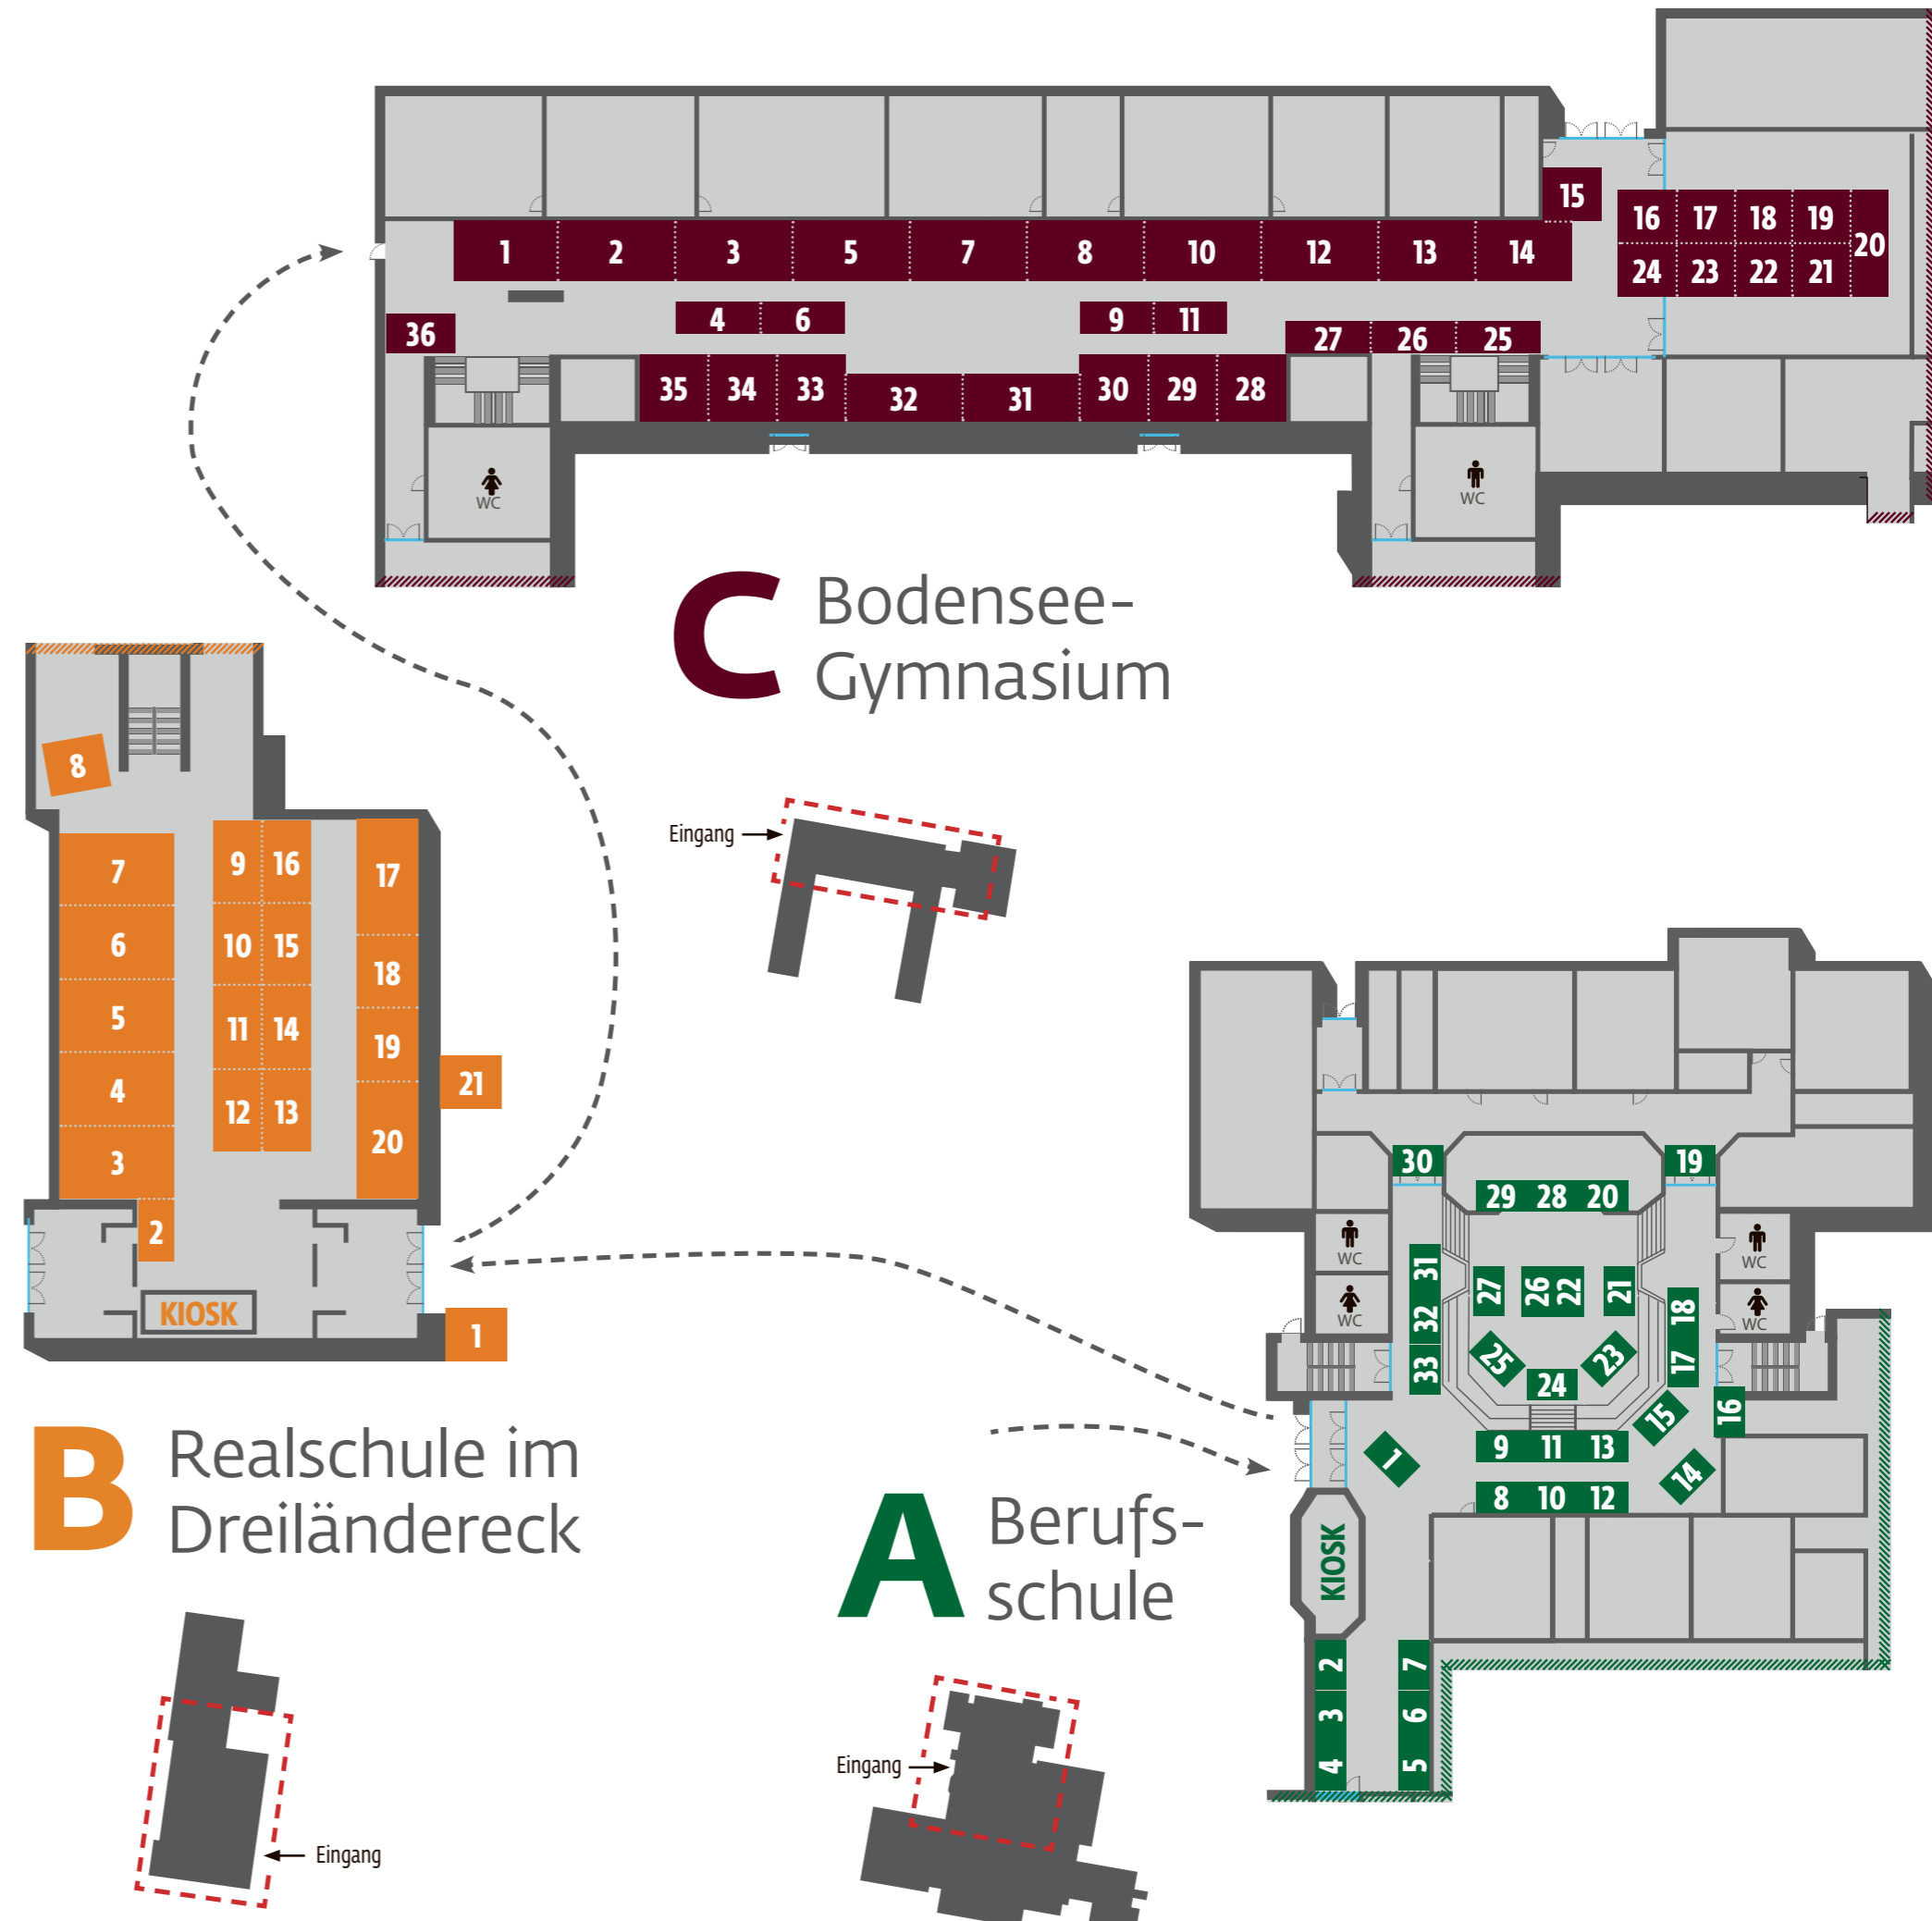 15
16 17 18 19 20
1 2 3 5 7 8 10 12 13 14
24 23 22 21
4 6 9 11
36 27 26 25
35 34 33 32 31 30 29 28
WC
WC
C
Bodensee-
Gymnasium
Eingang
8
7 9 16 17
6 10 15 18
5 11 14 19
4 12 13 21
3 20
2
KIOSK
1
B
Realschule im
Dreiländereck
Eingang
30 19
29 28 20
WC
WC
31 27 26 22 21 18
WC
WC
32
33 25 24 23 17
16
15
1
9 11 13
14
8 10 12
KIOSK
2 7
3 6
4 5
A
Berufs-
schule
Eingang